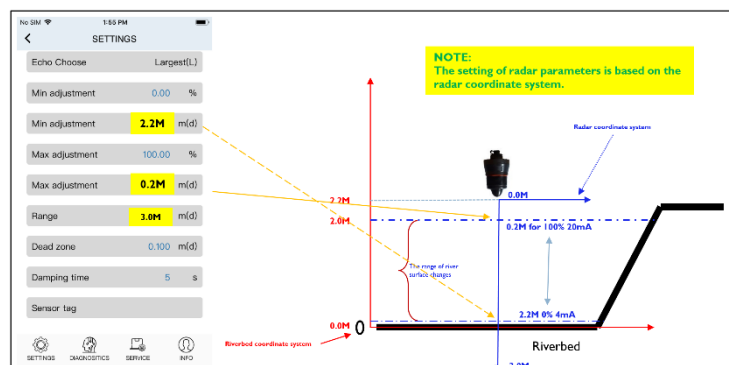 No SIM 1:55 PM
SETTINGS
Echo Choose Largest(L)
Min adjustment 0.00 %
Min adjustment 2.2M m(d)
Max adjustment 100.00 %
Max adjustment 0.2M m(d)
Range 3.0M m(d)
Dead zone 0.100 m(d)
Damping time 5 s
Sensor tag
SETTINGS DIAGNOSITICS SERVICE INFO
NOTE:
The setting of radar parameters is based on the
radar coordinate system.
Radar coordinate system
0.0M
2.2M
2.0M
0.2M for 100% 20mA
The range of river
surface changes
2.2M 0% 4mA
0.0M 0
Riverbed coordinate system
Riverbed
3.0M